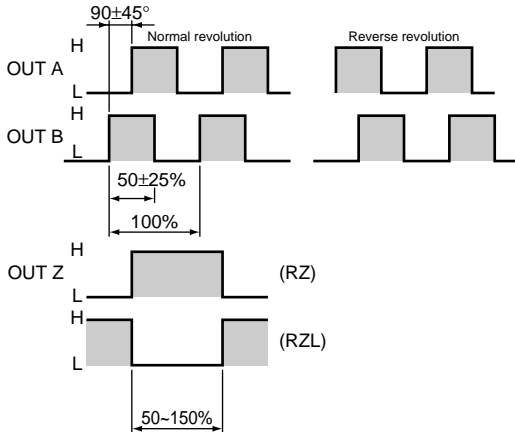 90±45°
H
Normal revolution
Reverse revolution
OUT A
L
H
OUT B
L
50±25%
100%
H
OUT Z
(RZ)
L
H
(RZL)
L
50~150%